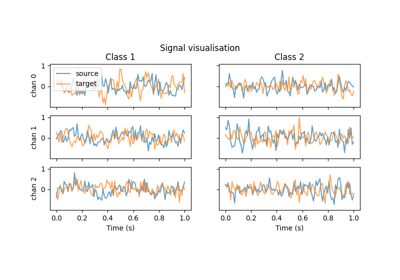 Signal visualisation
Class 1
Class 2
source
target
chan 0
1
0
chan 1
1
0
chan 2
1
0
0.0 0.2 0.4 0.6 0.8 1.0
0.0 0.2 0.4 0.6 0.8 1.0
Time (s)
Time (s)